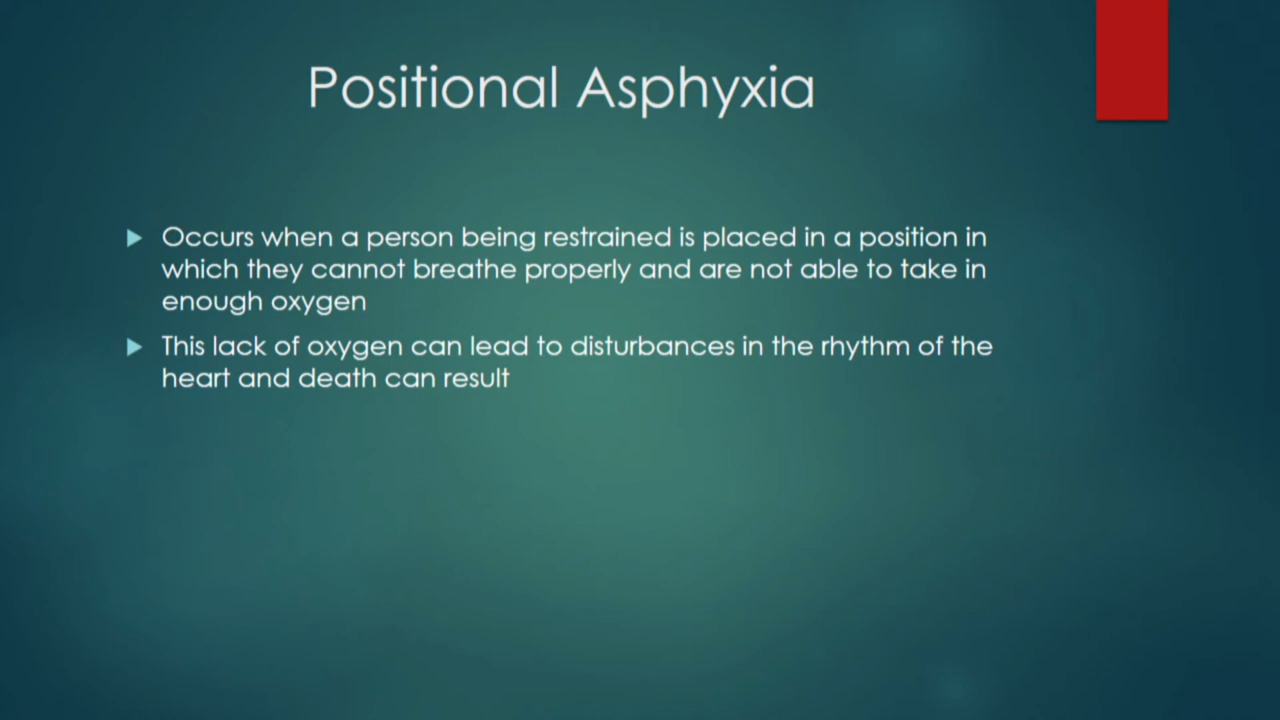 Positional Asphyxia
Occurs when a person being restrained is placed in a position in
which they cannot breathe properly and are not able to take in
enough oxygen
This lack of oxygen can lead to disturbances in the rhythm of the
heart and death can result